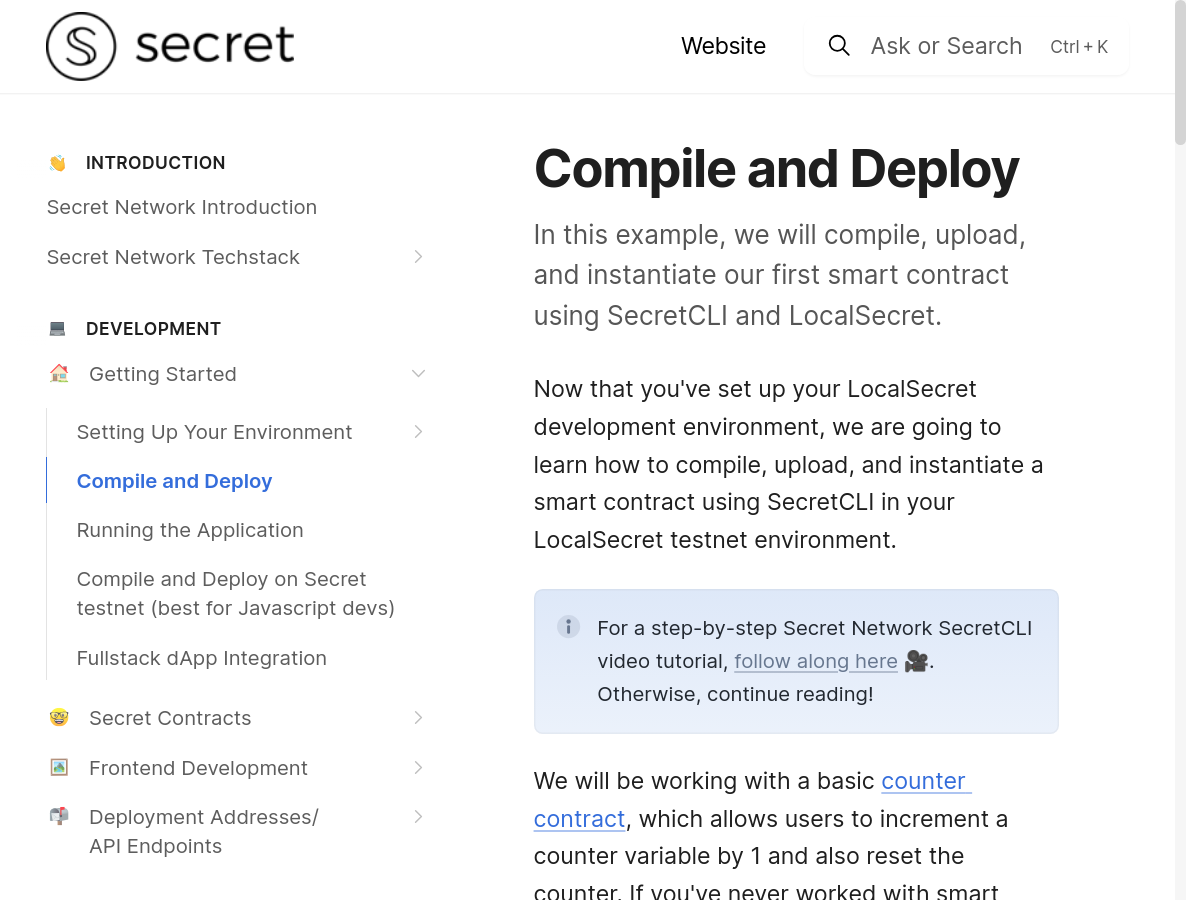 secret
Website
Ask or Search
Ctrl + K
INTRODUCTION
Secret Network Introduction
Secret Network Techstack
DEVELOPMENT
Getting Started
Setting Up Your Environment
Compile and Deploy
Running the Application
Compile and Deploy on Secret
testnet (best for Javascript devs)
Fullstack dApp Integration
Secret Contracts
Frontend Development
Deployment Addresses/
API Endpoints
Compile and Deploy
In this example, we will compile, upload,
and instantiate our first smart contract
using SecretCLI and LocalSecret.
Now that you've set up your LocalSecret
development environment, we are going to
learn how to compile, upload, and instantiate a
smart contract using SecretCLI in your
LocalSecret testnet environment.
For a step-by-step Secret Network SecretCLI
video tutorial, follow along here 🎥.
Otherwise, continue reading!
We will be working with a basic counter
contract, which allows users to increment a
counter variable by 1 and also reset the
counter. If you've never worked with smart